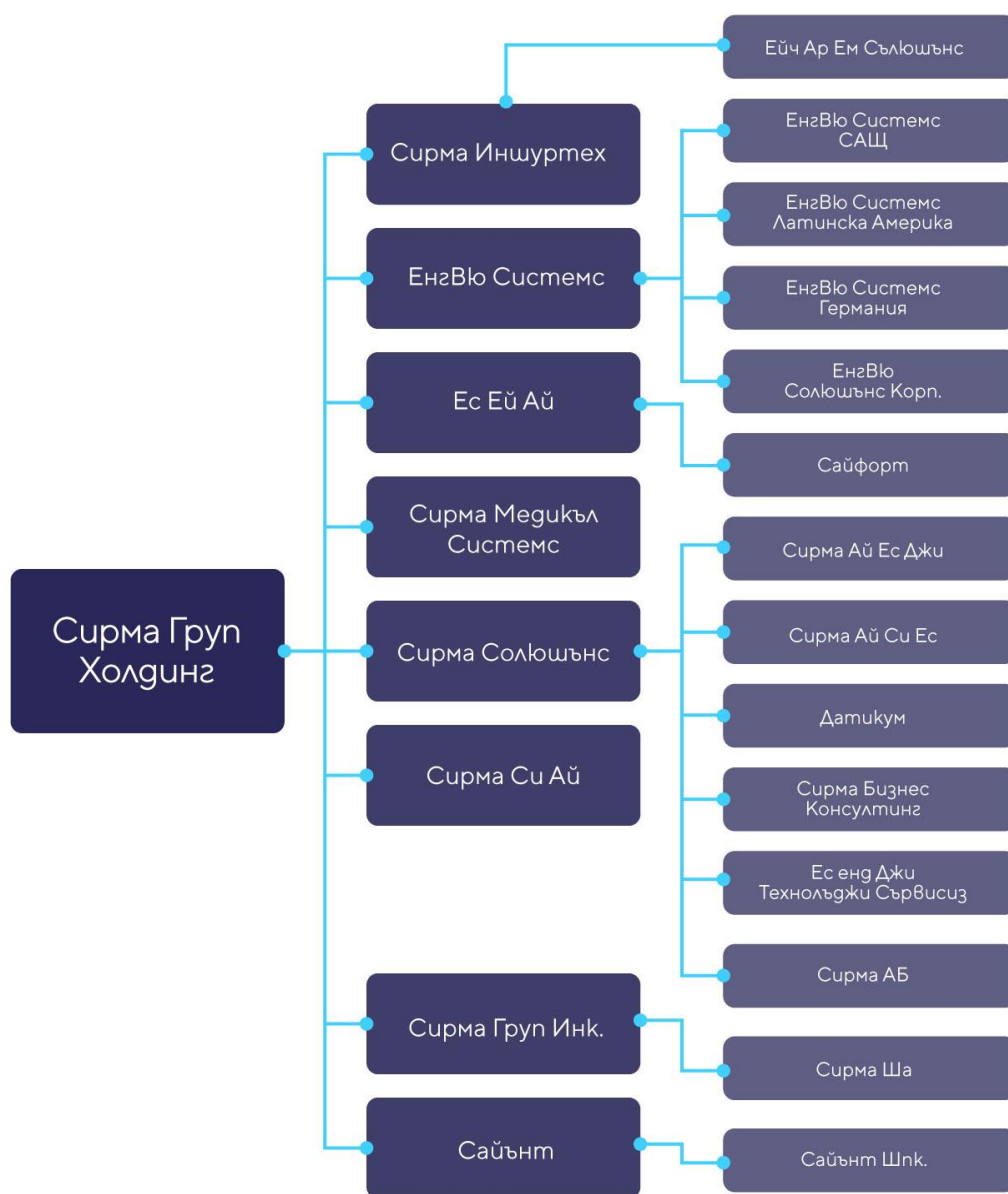 Сирма Груп
Холдинг
Сирма Иншуртех
ЕнгВю Системс
Ес Ей Ай
Сирма Медикъл
Системс
Сирма Солюшънс
Сирма Си Ай
Сирма Груп Инк.
Сайънт
Ейч Ар Ем Сълюшънс
ЕнгВю Системс
САЩ
ЕнгВю Системс
Латинска Америка
ЕнгВю Системс
Германия
ЕнгВю
Солюшънс Корп.
Сайфорт
Сирма Ай Ес Джи
Сирма Ай Си Ес
Датикум
Сирма Бизнес
Консултинг
Ес енд Джи
Технолъджи Сървисиз
Сирма АБ
Сирма Ша
Сайънт Шпк.